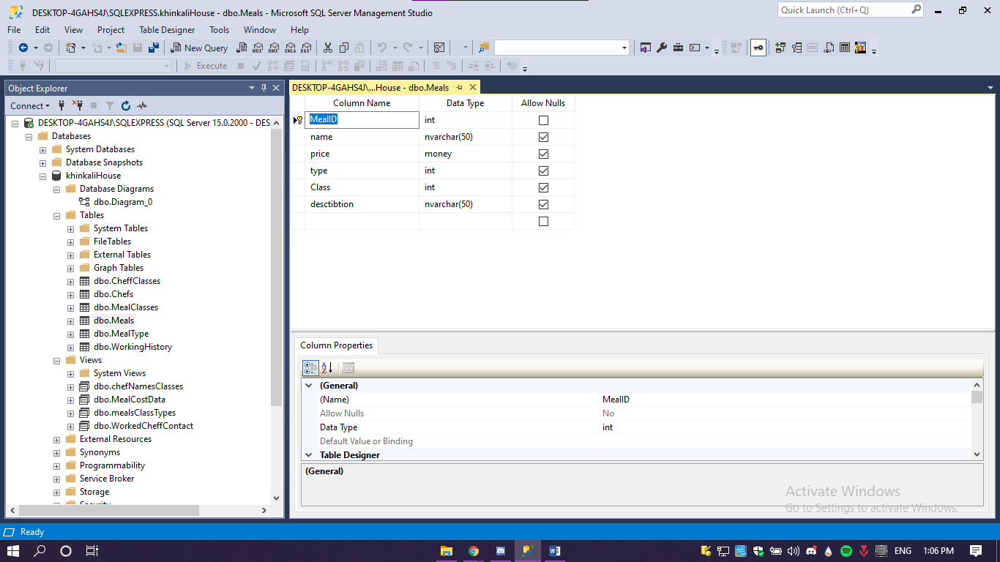 DESKTOP-4GAHS4J\SQLEXPRESS.khinkaliHouse - dbo.Meals - Microsoft SQL Server Management Studio
Quick Launch (Ctrl+Q)
File Edit View Project Table Designer Tools Window Help
New Query
MDX DMX XMLA DAX
Execute
Object Explorer
Connect
DESKTOP-4GAHS4J\SQLEXPRESS (SQL Server 15.0.2000 - DES
Databases
System Databases
Database Snapshots
khinkaliHouse
Database Diagrams
dbo.Diagram_0
Tables
System Tables
FileTables
External Tables
Graph Tables
dbo.CheffClasses
dbo.Chefs
dbo.MealClasses
dbo.Meals
dbo.MealType
dbo.WorkingHistory
Views
System Views
dbo.chefNamesClasses
dbo.MealCostData
dbo.mealsClassTypes
dbo.WorkedCheffContact
External Resources
Synonyms
Programmability
Service Broker
Storage
Security
DESKTOP-4GAHS4J\...House - dbo.Meals
Column Name Data Type Allow Nulls
MealID int
name nvarchar(50)
price money
type int
Class int
desctibtion nvarchar(50)
Column Properties
(General)
(Name) MealID
Allow Nulls No
Data Type int
Default Value or Binding
Table Designer
(General)
Activate Windows
Go to Settings to activate Windows.
Ready
ENG 1:06 PM